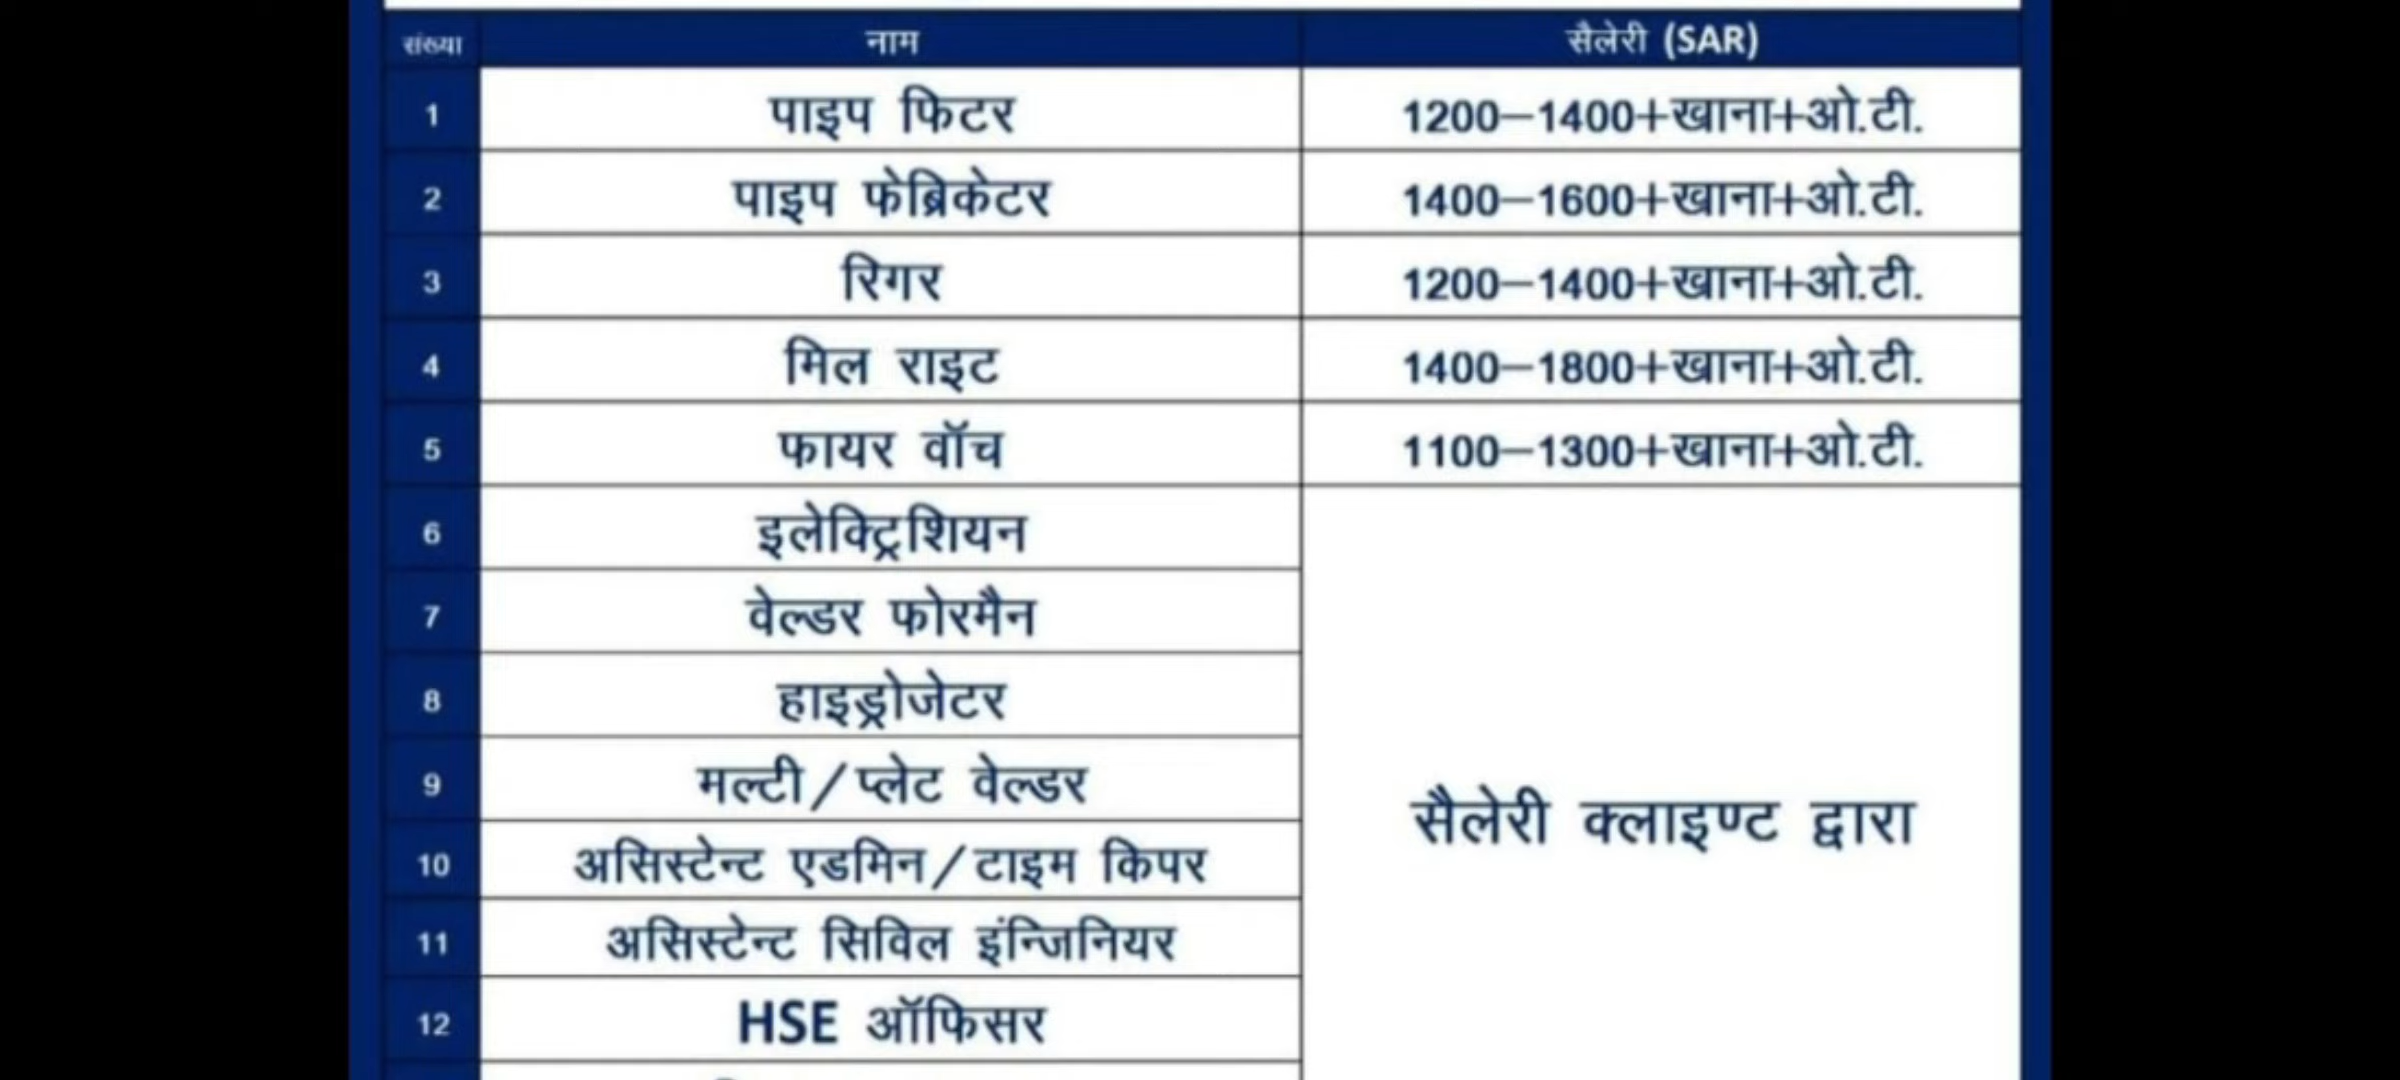 संख्या नाम सैलेरी (SAR)
1 पाइप फिटर 1200–1400+खाना+ओ.टी.
2 पाइप फेब्रिकेटर 1400–1600+खाना+ओ.टी.
3 रिगर 1200–1400+खाना+ओ.टी.
4 मिल राइट 1400–1800+खाना+ओ.टी.
5 फायर वॉच 1100–1300+खाना+ओ.टी.
6 इलेक्ट्रिशियन
7 वेल्डर फोरमैन
8 हाइड्रोजेटर
9 मल्टी/प्लेट वेल्डर
सैलेरी क्लाइण्ट द्वारा
10 असिस्टेन्ट एडमिन/टाइम किपर
11 असिस्टेन्ट सिविल इंन्जिनियर
12 HSE ऑफिसर